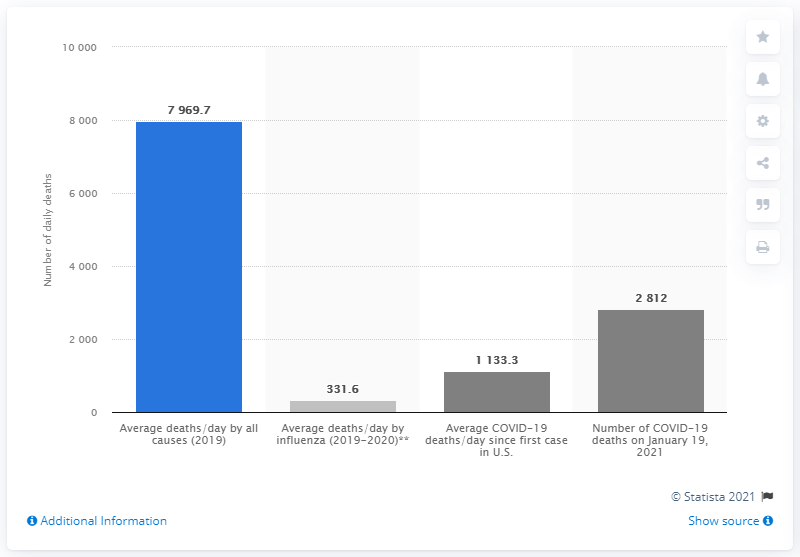 10 000
8 000
6 000
4 000
2 000
0
Number of daily deaths
7 969.7
331.6
1 133.3
2 812
Average deaths/day by all
causes (2019)
Average deaths/day by
influenza (2019-2020)**
Average COVID-19
deaths/day since first case
in U.S.
Number of COVID-19
deaths on January 19,
2021
© Statista 2021
Additional Information
Show source